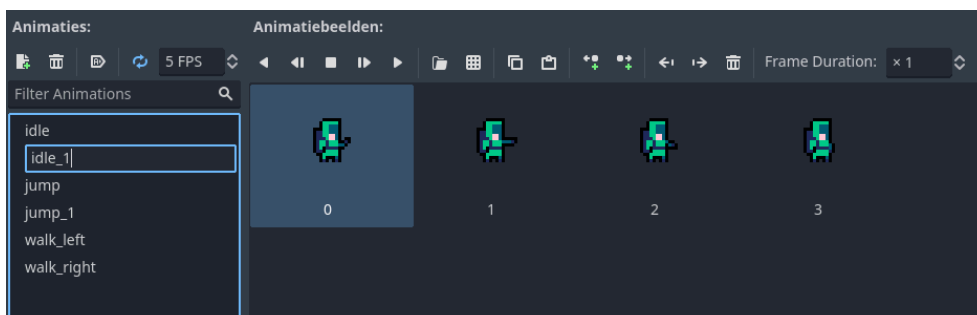 Animaties:
Animatiebeelden:
5 FPS
Frame Duration:
× 1
Filter Animations
idle
idle_1
jump
jump_1
walk_left
walk_right
0
1
2
3